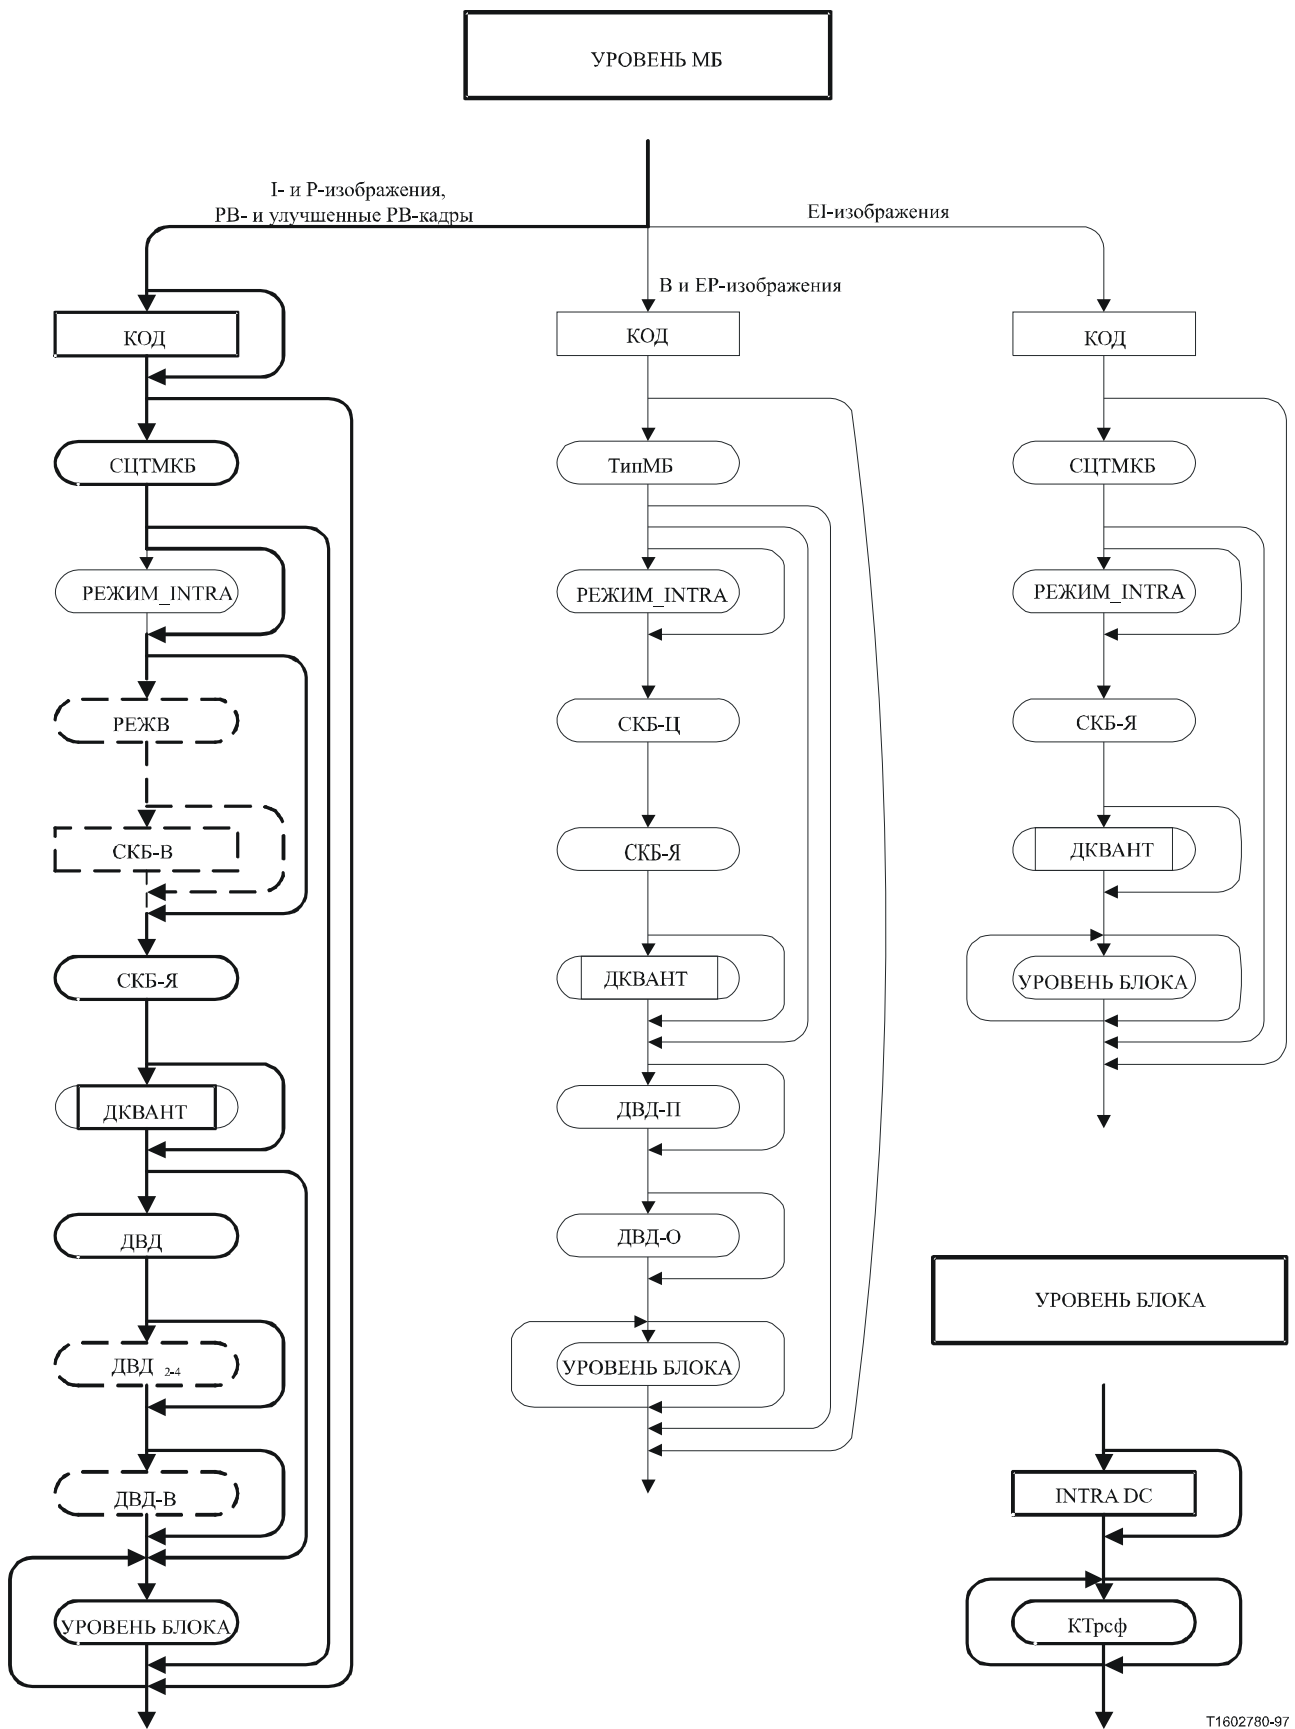 УРОВЕНЬ МБ
I- и P-изображения,
PB- и улучшенные PB-кадры
EI-изображения
B и EP-изображения
КОД
СЦТМКБ
РЕЖИМ_INTRA
РЕЖВ
СКБ-В
СКБ-Я
ДКВАНТ
ДВД
ДВД 2-4
ДВД-В
УРОВЕНЬ БЛОКА
КОД
ТипМБ
РЕЖИМ_INTRA
СКБ-Ц
СКБ-Я
ДКВАНТ
ДВД-П
ДВД-О
УРОВЕНЬ БЛОКА
КОД
СЦТМКБ
РЕЖИМ_INTRA
СКБ-Я
ДКВАНТ
УРОВЕНЬ БЛОКА
УРОВЕНЬ БЛОКА
INTRA DC
КТрсф
T1602780-97